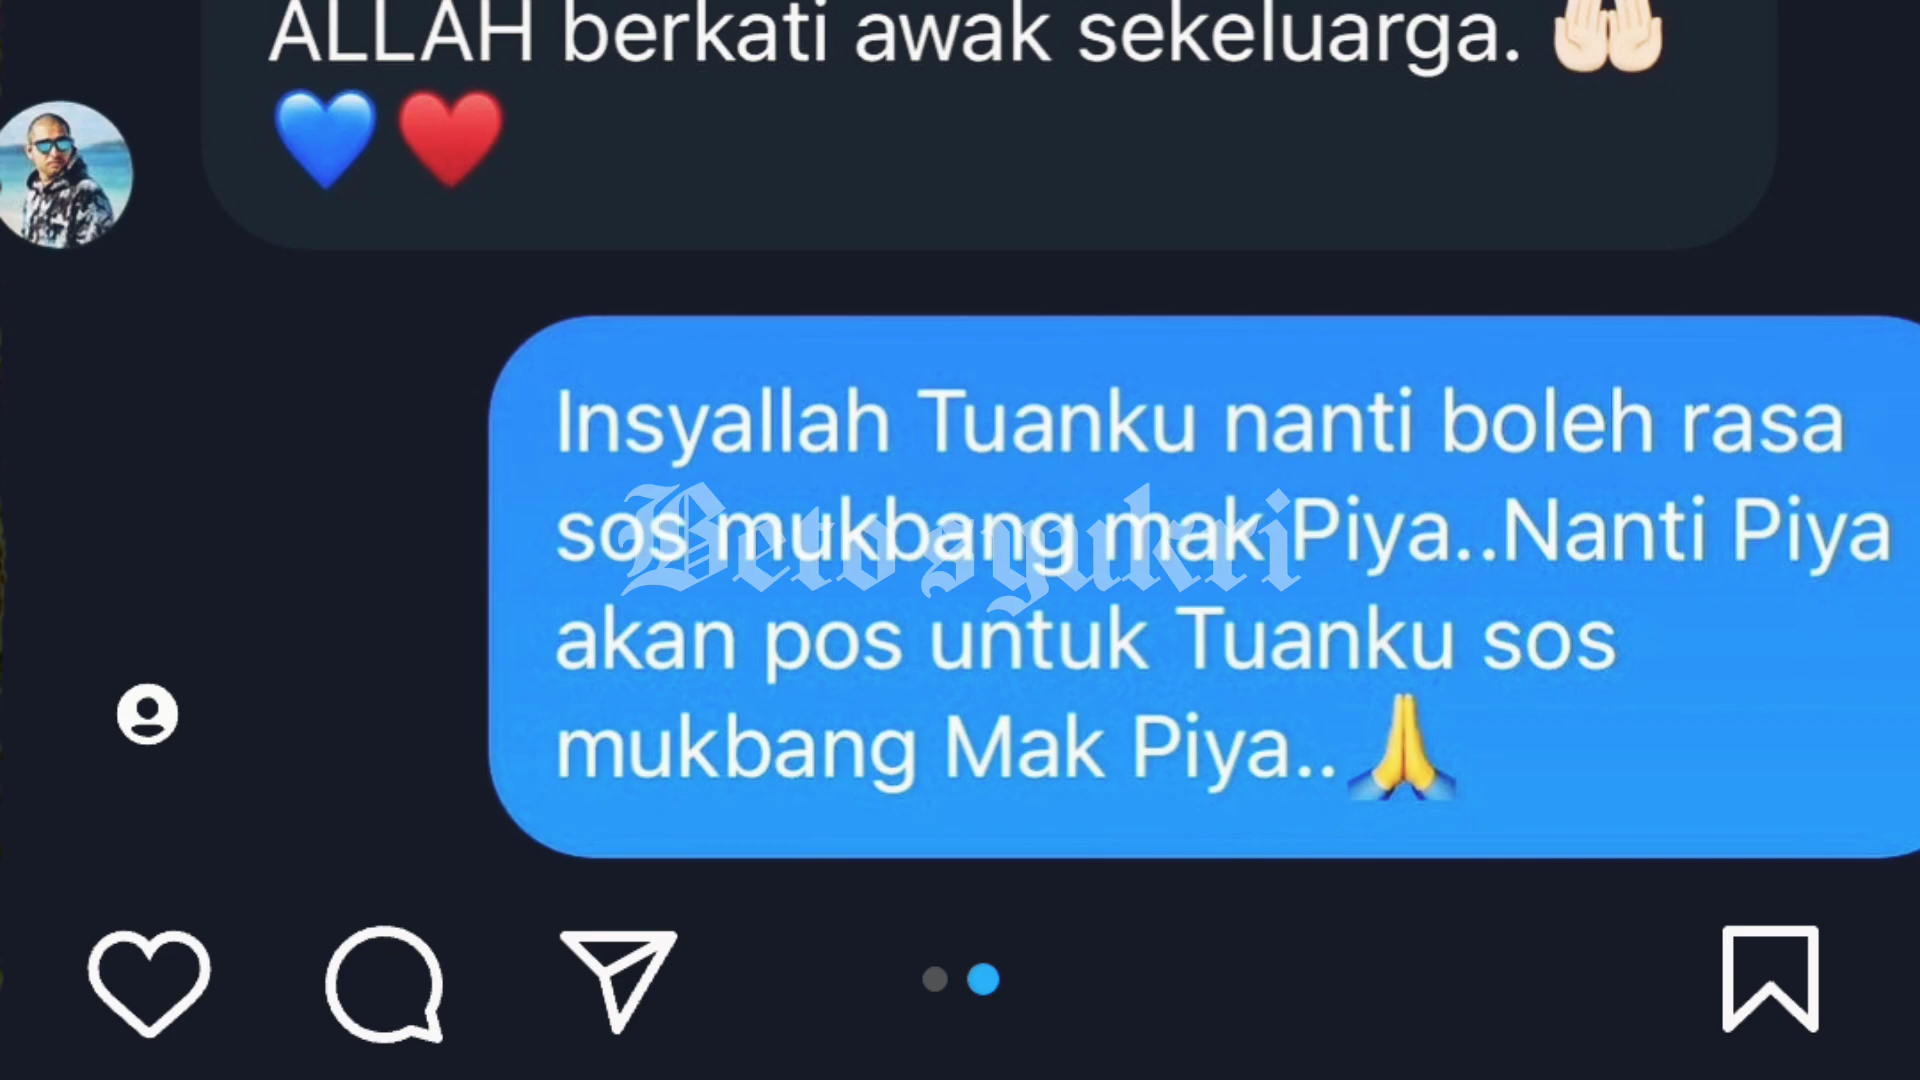 ALLAH berkati awak sekeluarga. 🤲🏻
💙 ❤️
Insyallah Tuanku nanti boleh rasa
sos mukbang mak Piya..Nanti Piya
akan pos untuk Tuanku sos
mukbang Mak Piya..🙏
Betosyukri